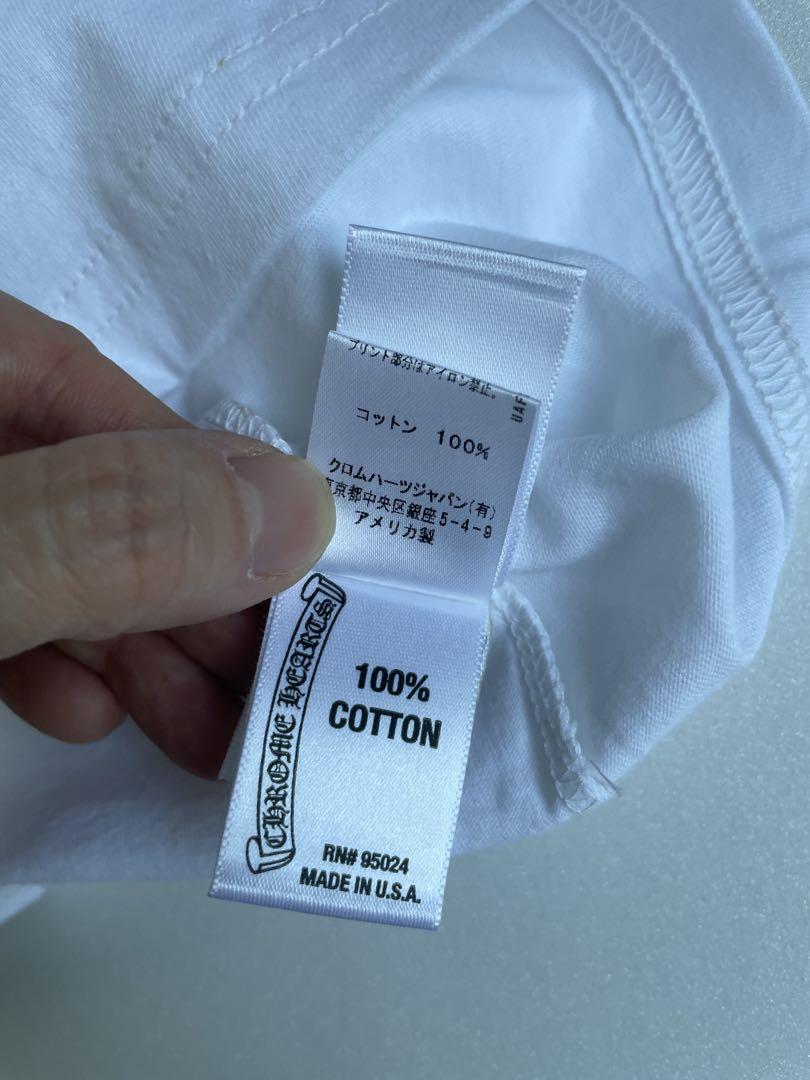 プリント部分はアイロン禁止。
UAF
コットン 100%
クロムハーツジャパン(有)
京都中央区銀座5-4-9
アメリカ製
CHROME HEARTS
100%
COTTON
RN# 95024
MADE IN U.S.A.